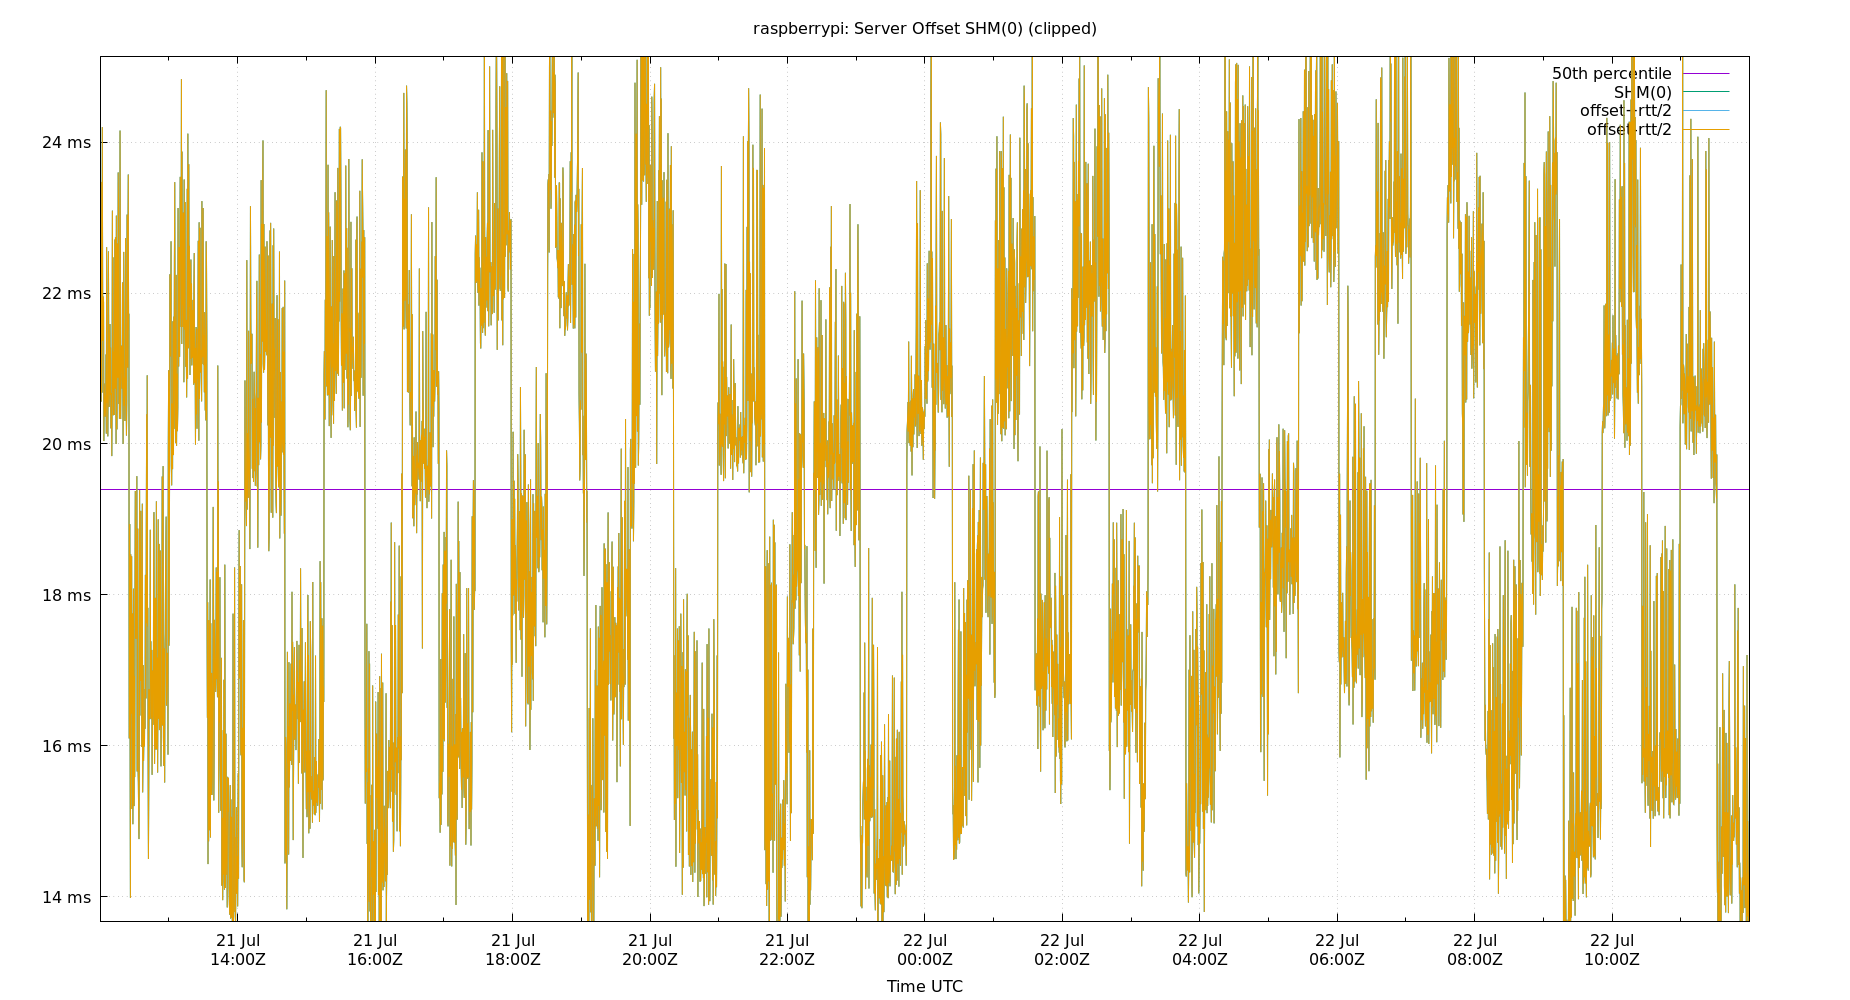 raspberrypi: Server Offset SHM(0) (clipped)
50th percentile
SHM(0)
offset+rtt/2
offset-rtt/2
24 ms
22 ms
20 ms
18 ms
16 ms
14 ms
21 Jul 14:00Z
21 Jul 16:00Z
21 Jul 18:00Z
21 Jul 20:00Z
21 Jul 22:00Z
22 Jul 00:00Z
22 Jul 02:00Z
22 Jul 04:00Z
22 Jul 06:00Z
22 Jul 08:00Z
22 Jul 10:00Z
Time UTC